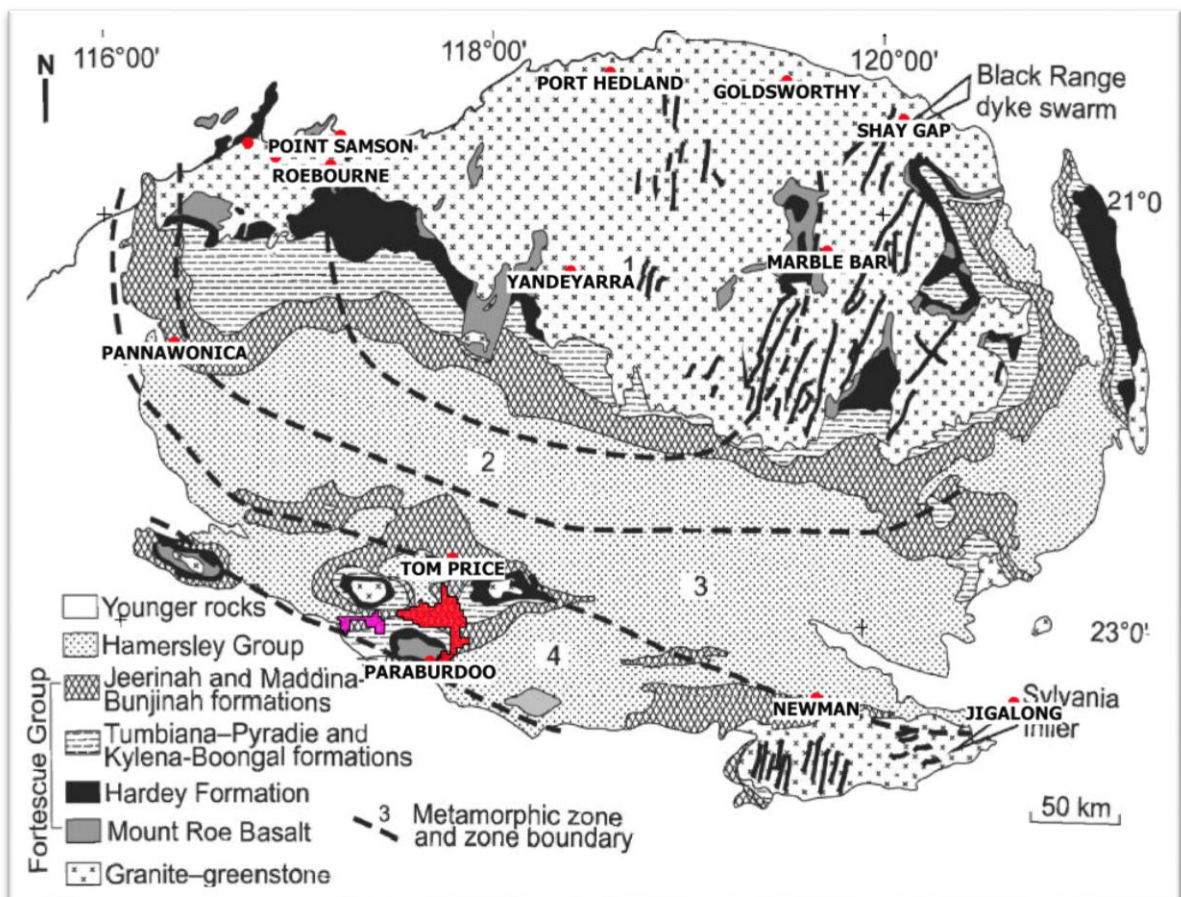 116°00'
118°00'
120°00'
N
PORT HEDLAND
GOLDSWORTHY
Black Range
dyke swarm
SHAY GAP
POINT SAMSON
ROEBOURNE
21°0
MARBLE BAR
YANDEYARRA
1
PANNAWONICA
2
TOM PRICE
3
23°0'
4
PARABURDOO
NEWMAN
JIGALONG
Sylvania
Inlier
50 km
Younger rocks
Hamersley Group
Fortescue Group
Jeerinah and Maddina-
Bunjinah formations
Tumbiana–Pyradie and
Kylena-Boongal formations
Hardey Formation
Mount Roe Basalt
Granite–greenstone
3 Metamorphic zone
and zone boundary